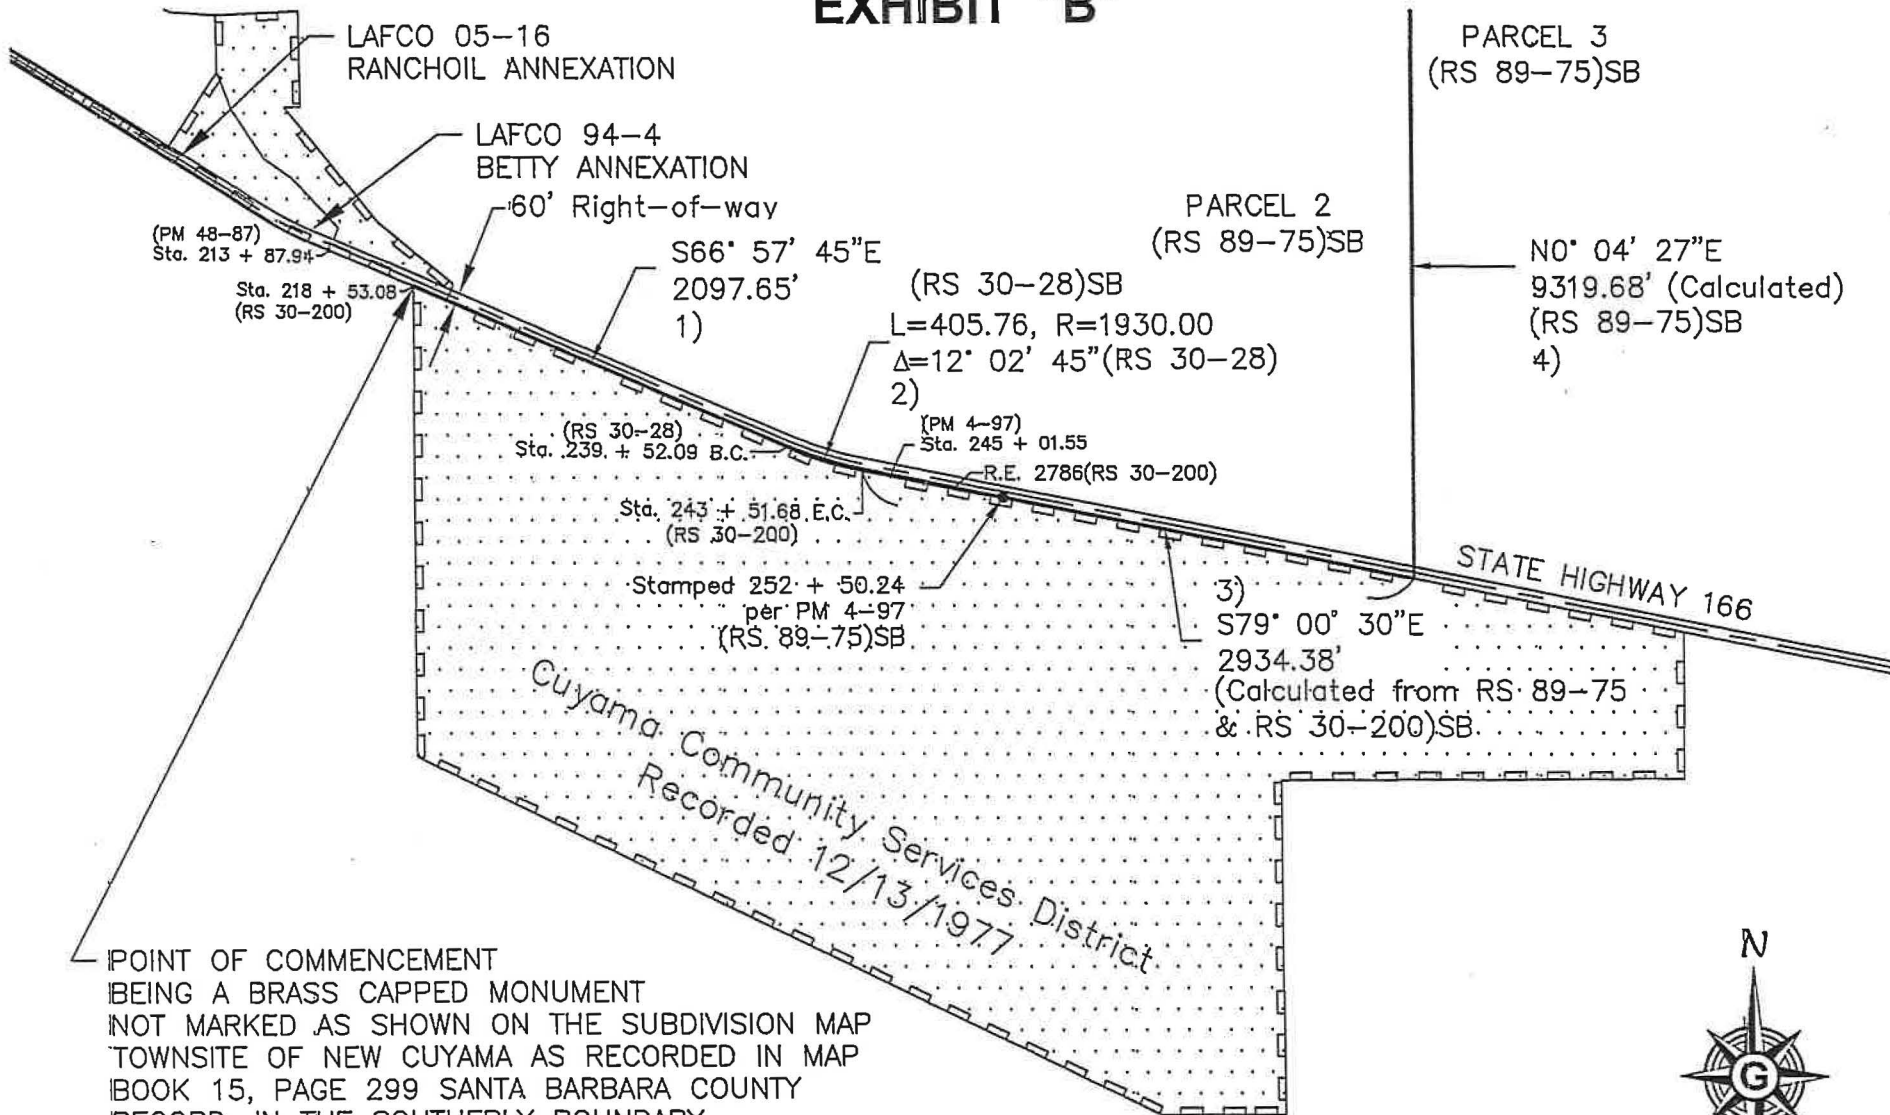 EXHIBIT "B"
LAFCO 05-16
RANCHOIL ANNEXATION
LAFCO 94-4
BETTY ANNEXATION
60' Right-of-way
PARCEL 3
(RS 89-75)SB
PARCEL 2
(RS 89-75)SB
(PM 48-87)
Sta. 213 + 87.94
Sta. 218 + 53.08
(RS 30-200)
S66° 57' 45"E
2097.65'
1)
(RS 30-28)SB
L=405.76, R=1930.00
Δ=12° 02' 45"(RS 30-28)
2)
N0° 04' 27"E
9319.68' (Calculated)
(RS 89-75)SB
4)
(RS 30-28)
Sta. 239 + 52.09 B.C.
(PM 4-97)
Sta. 245 + 01.55
R.E. 2786(RS 30-200)
Sta. 243 + 51.68 E.C.
(RS 30-200)
Stamped 252 + 50.24
per PM 4-97
(RS 89-75)SB
3)
S79° 00' 30"E
2934.38'
(Calculated from RS 89-75
& RS 30-200)SB
STATE HIGHWAY 166
Cuyama Community Services District
Recorded 12/13/1977
POINT OF COMMENCEMENT
BEING A BRASS CAPPED MONUMENT
NOT MARKED AS SHOWN ON THE SUBDIVISION MAP
TOWNSITE OF NEW CUYAMA AS RECORDED IN MAP
BOOK 15, PAGE 299 SANTA BARBARA COUNTY
RECORD, IN THE SOUTHERLY BOUNDARY
N
G